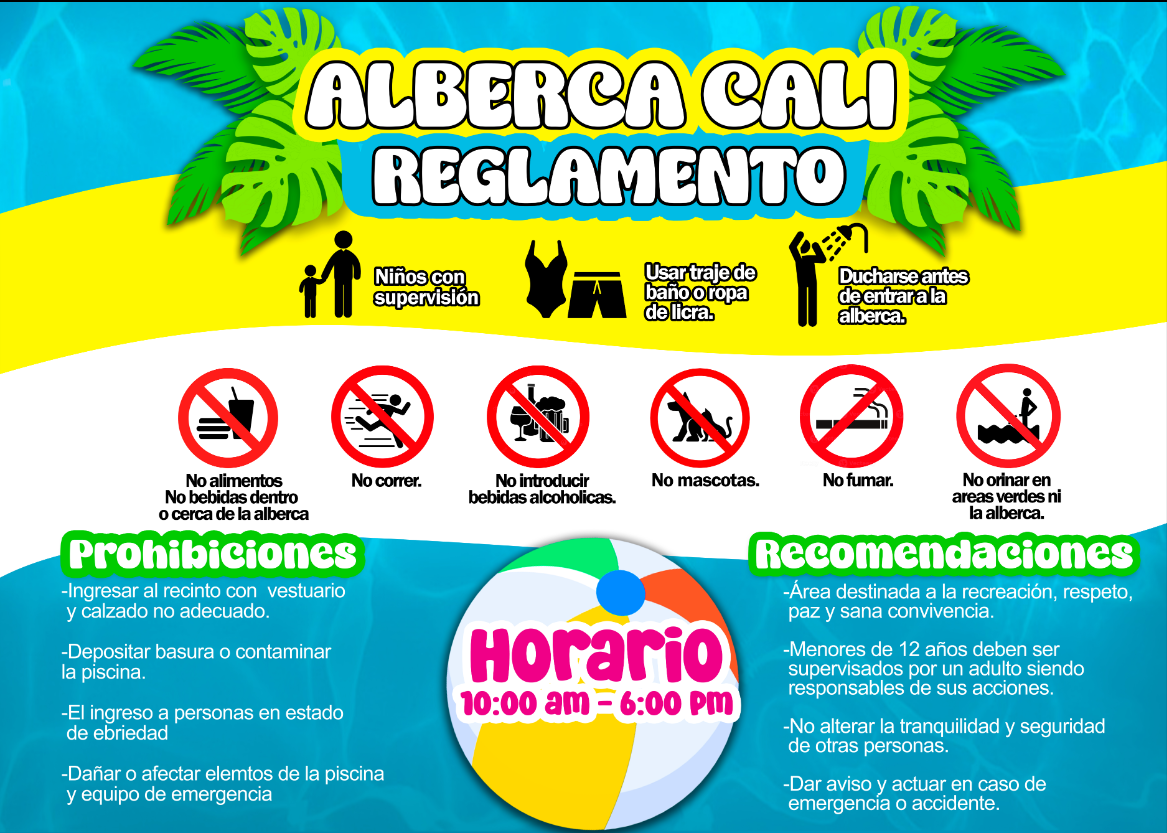 ALBERCA CALI
REGLAMENTO
Niños con
supervisión
Usar traje de
baño o ropa
de licra.
Ducharse antes
de entrar a la
alberca.
No alimentos
No bebidas dentro
o cerca de la alberca
No correr.
No introducir
bebidas alcoholicas.
No mascotas.
No fumar.
No orinar en
areas verdes ni
la alberca.
Prohibiciones
-Ingresar al recinto con vestuario
y calzado no adecuado.
-Depositar basura o contaminar
la piscina.
-El ingreso a personas en estado
de ebriedad
-Dañar o afectar elemtos de la piscina
y equipo de emergencia
Horario
10:00 am - 6:00 Pm
Recomendaciones
-Área destinada a la recreación, respeto,
paz y sana convivencia.
-Menores de 12 años deben ser
supervisados por un adulto siendo
responsables de sus acciones.
-No alterar la tranquilidad y seguridad
de otras personas.
-Dar aviso y actuar en caso de
emergencia o accidente.